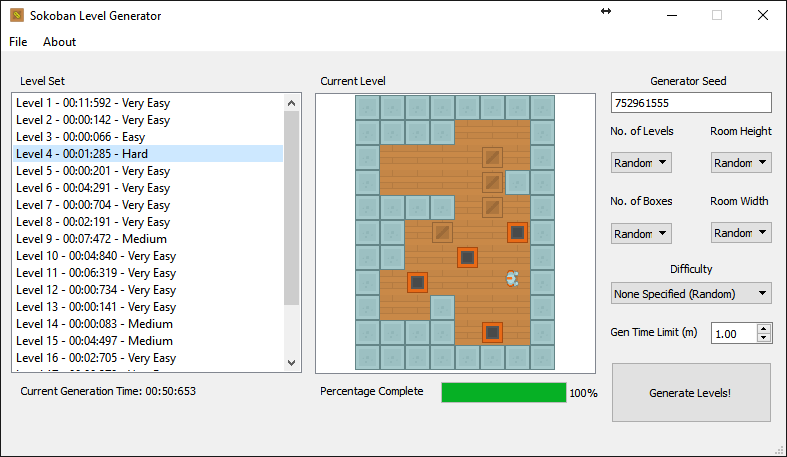 Sokoban Level Generator
File About
Level Set
Level 1 - 00:11:592 - Very Easy
Level 2 - 00:00:142 - Very Easy
Level 3 - 00:00:066 - Easy
Level 4 - 00:01:285 - Hard
Level 5 - 00:00:201 - Very Easy
Level 6 - 00:04:291 - Very Easy
Level 7 - 00:00:704 - Very Easy
Level 8 - 00:02:191 - Very Easy
Level 9 - 00:07:472 - Medium
Level 10 - 00:04:840 - Very Easy
Level 11 - 00:06:319 - Very Easy
Level 12 - 00:00:734 - Very Easy
Level 13 - 00:00:141 - Very Easy
Level 14 - 00:00:083 - Medium
Level 15 - 00:04:497 - Medium
Level 16 - 00:02:705 - Very Easy
Current Generation Time: 00:50:653
Current Level
Percentage Complete 100%
Generator Seed
752961555
No. of Levels Room Height
Random Random
No. of Boxes Room Width
Random Random
Difficulty
None Specified (Random)
Gen Time Limit (m) 1.00
Generate Levels!